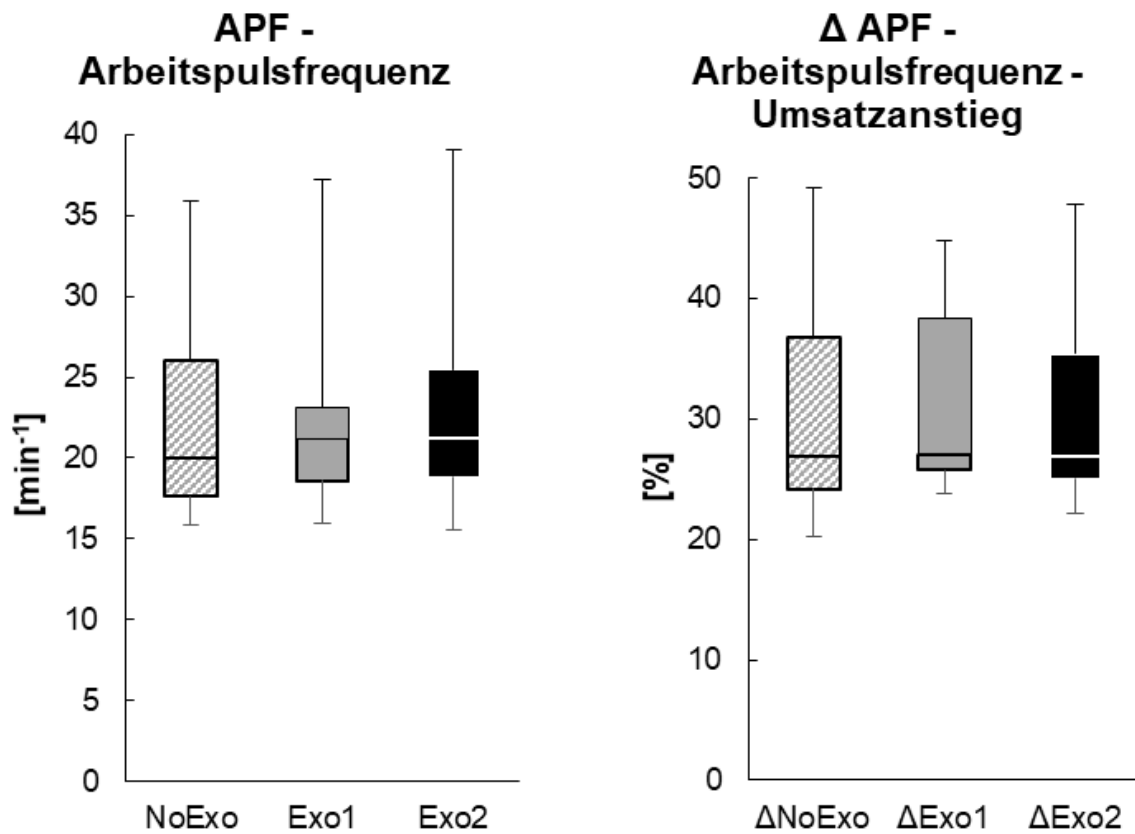 APF -
Arbeitspulsfrequenz
[min⁻¹]
40
35
30
25
20
15
10
5
0
NoExo Exo1 Exo2
Δ APF -
Arbeitspulsfrequenz -
Umsatzanstieg
[%]
50
40
30
20
10
0
ΔNoExo ΔExo1 ΔExo2